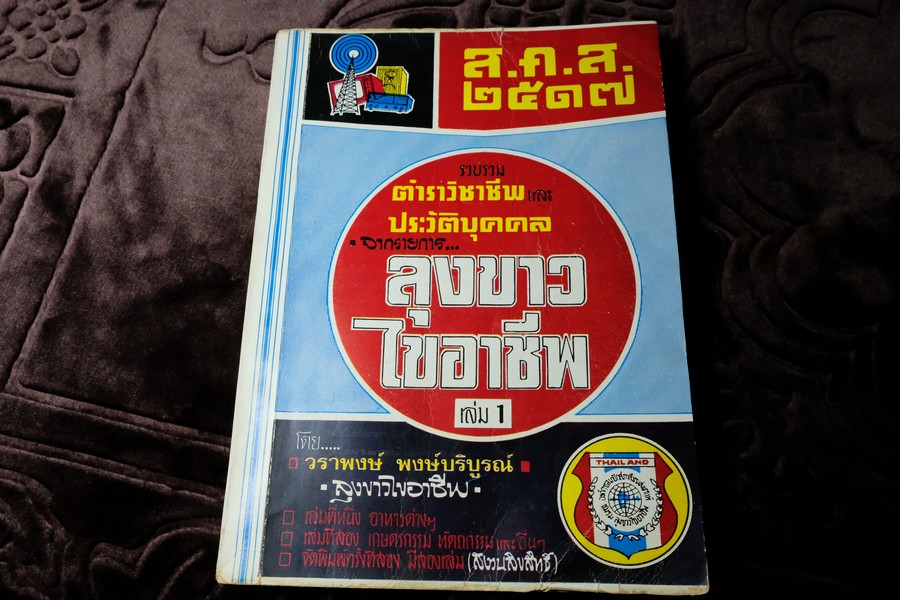 ส.ค.ส
๒๕๑๗
รวบรวม
ตำราวิชาชีพและ
ประวัติบุคคล
จากรายการ...
ลุงขาว
ไขอาชีพ
เล่ม 1
โดย.....
วราพงษ์ พงษ์บริบูรณ์
ลุงขาวไขอาชีพ
เล่มที่หนึ่ง อาหารต่างๆ
เล่มที่สอง เกษตรกรรม หัตถกรรม และอื่นๆ
จัดพิมพ์ครั้งที่สอง มีสองเล่ม (สงวนลิขสิทธิ์)
THAILAND